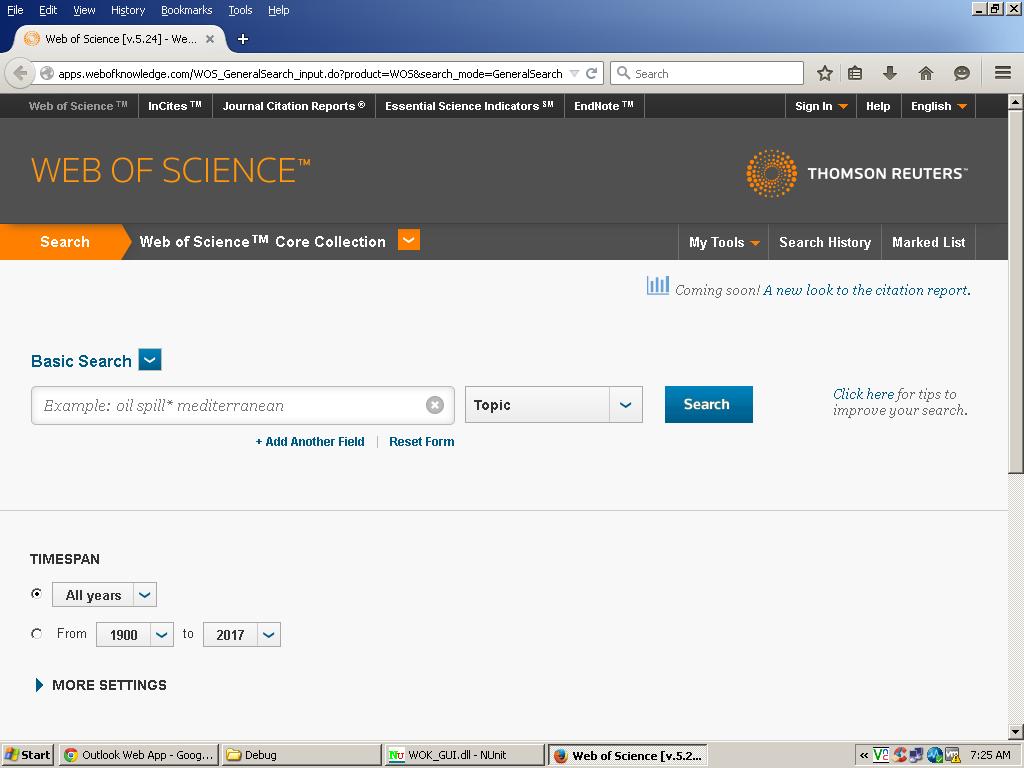 File Edit View History Bookmarks Tools Help
Web of Science [v.5.24] - We...
apps.webofknowledge.com/WOS_GeneralSearch_input.do?product=WOS&search_mode=GeneralSearch Search
Web of Science ™ InCites ™ Journal Citation Reports ® Essential Science Indicators ℠ EndNote ™ Sign In Help English
WEB OF SCIENCE™
THOMSON REUTERS™
Search Web of Science™ Core Collection My Tools Search History Marked List
Coming soon! A new look to the citation report.
Basic Search
Example: oil spill* mediterranean Topic Search
Click here for tips to
improve your search.
+ Add Another Field | Reset Form
TIMESPAN
All years
From 1900 to 2017
MORE SETTINGS
Start Outlook Web App - Goog... Debug Nu WOK_GUI.dll - NUnit Web of Science [v.5.2... « 7:25 AM